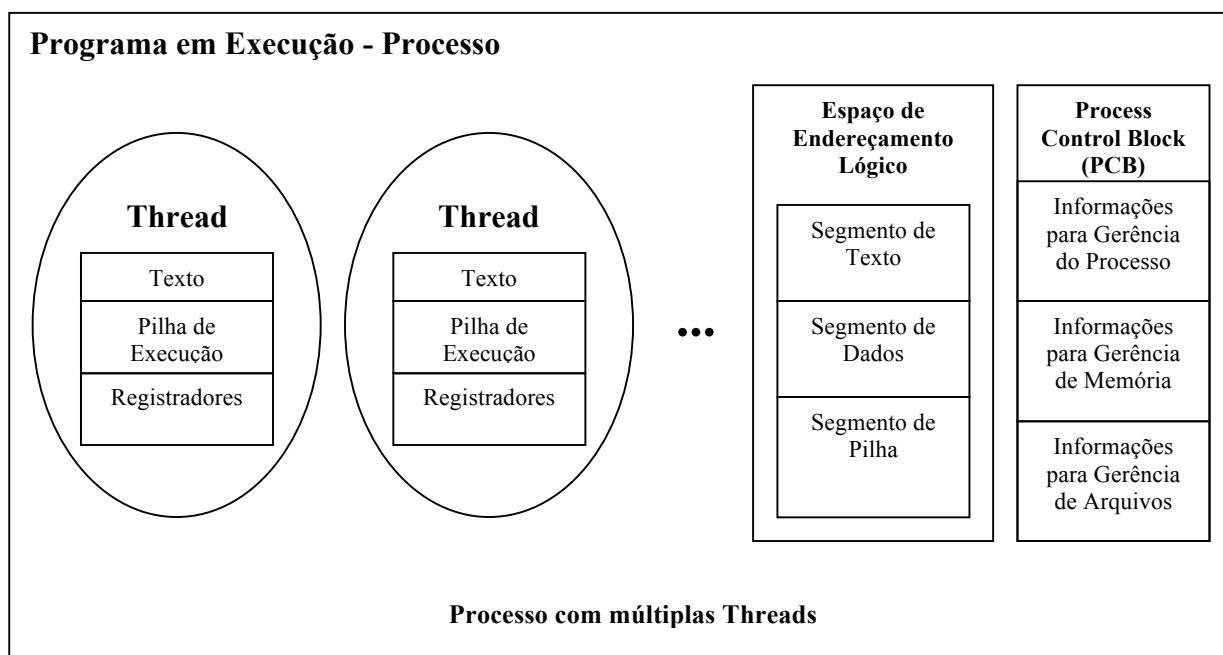 Programa em Execução - Processo
Thread
Texto
Pilha de
Execução
Registradores
Thread
Texto
Pilha de
Execução
Registradores
...
Espaço de
Endereçamento
Lógico
Segmento de
Texto
Segmento de
Dados
Segmento de
Pilha
Process
Control Block
(PCB)
Informações
para Gerência
do Processo
Informações
para Gerência
de Memória
Informações
para Gerência
de Arquivos
Processo com múltiplas Threads